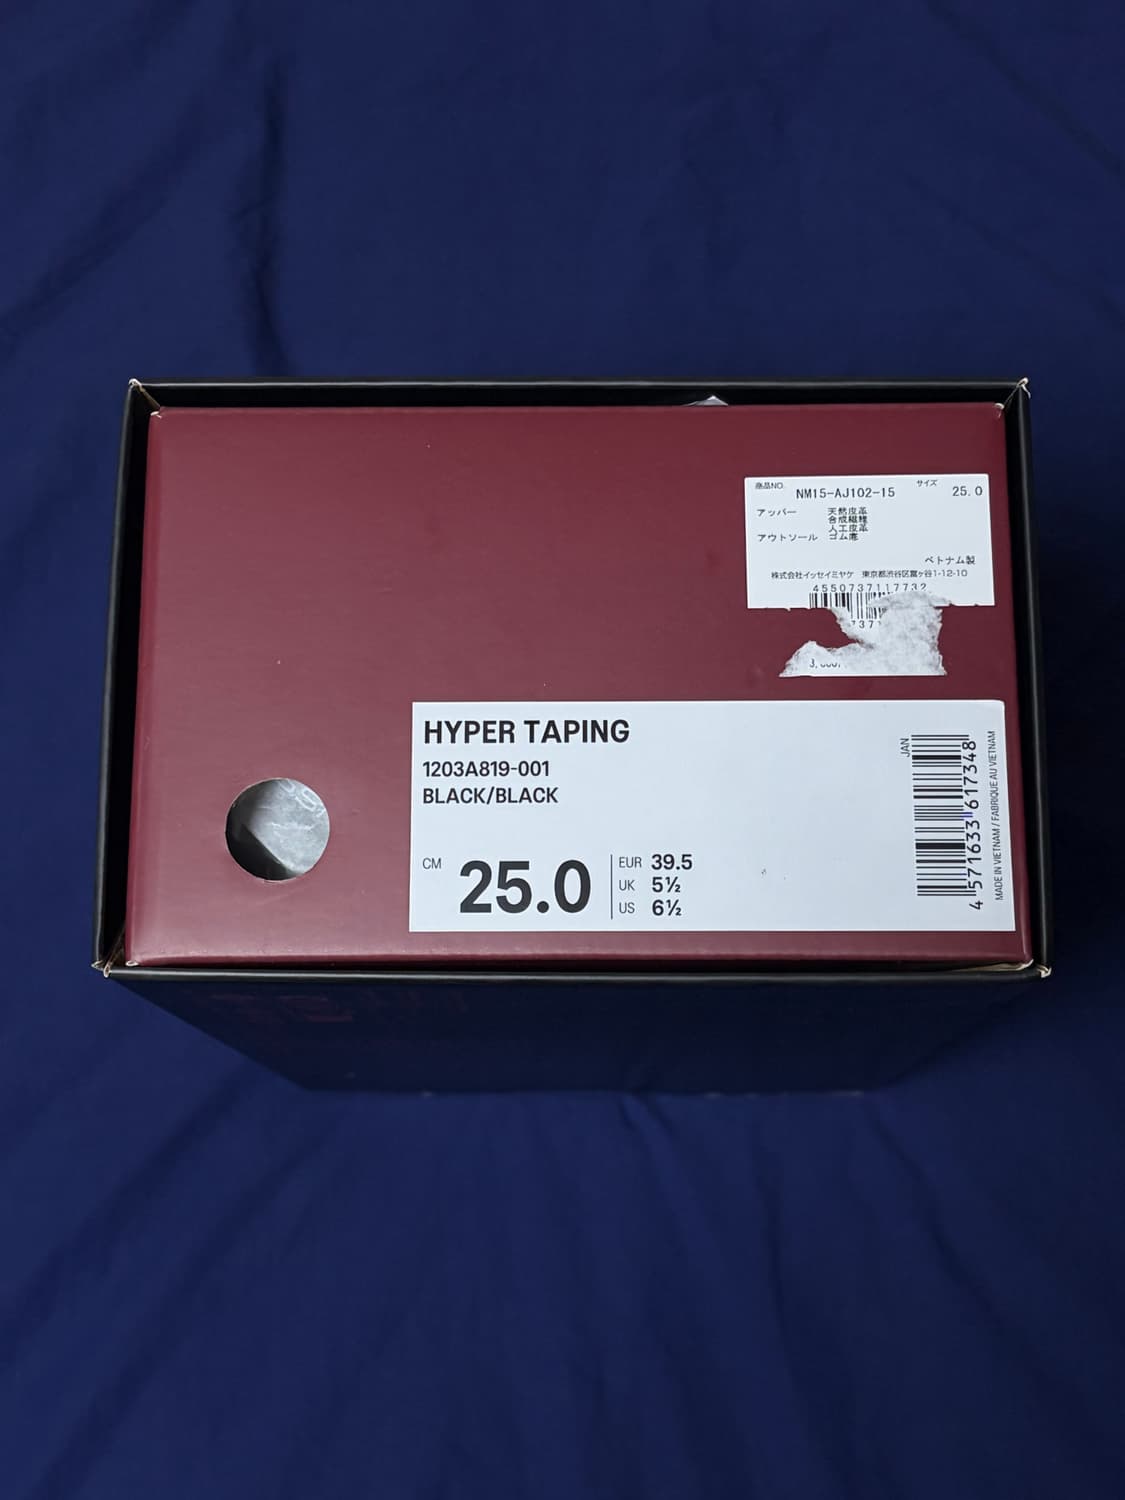 商品NO. NM15-AJ102-15 サイズ 25.0
アッパー 天然皮革
合成繊維
人工皮革
アウトソール ゴム底
ベトナム製
株式会社イッセイミヤケ 東京都渋谷区富ヶ谷1-12-10
4550737117732
HYPER TAPING
1203A819-001
BLACK/BLACK
CM 25.0
EUR 39.5
UK 5½
US 6½
JAN
4 571633 617348
MADE IN VIETNAM / FABRIQUE AU VIETNAM